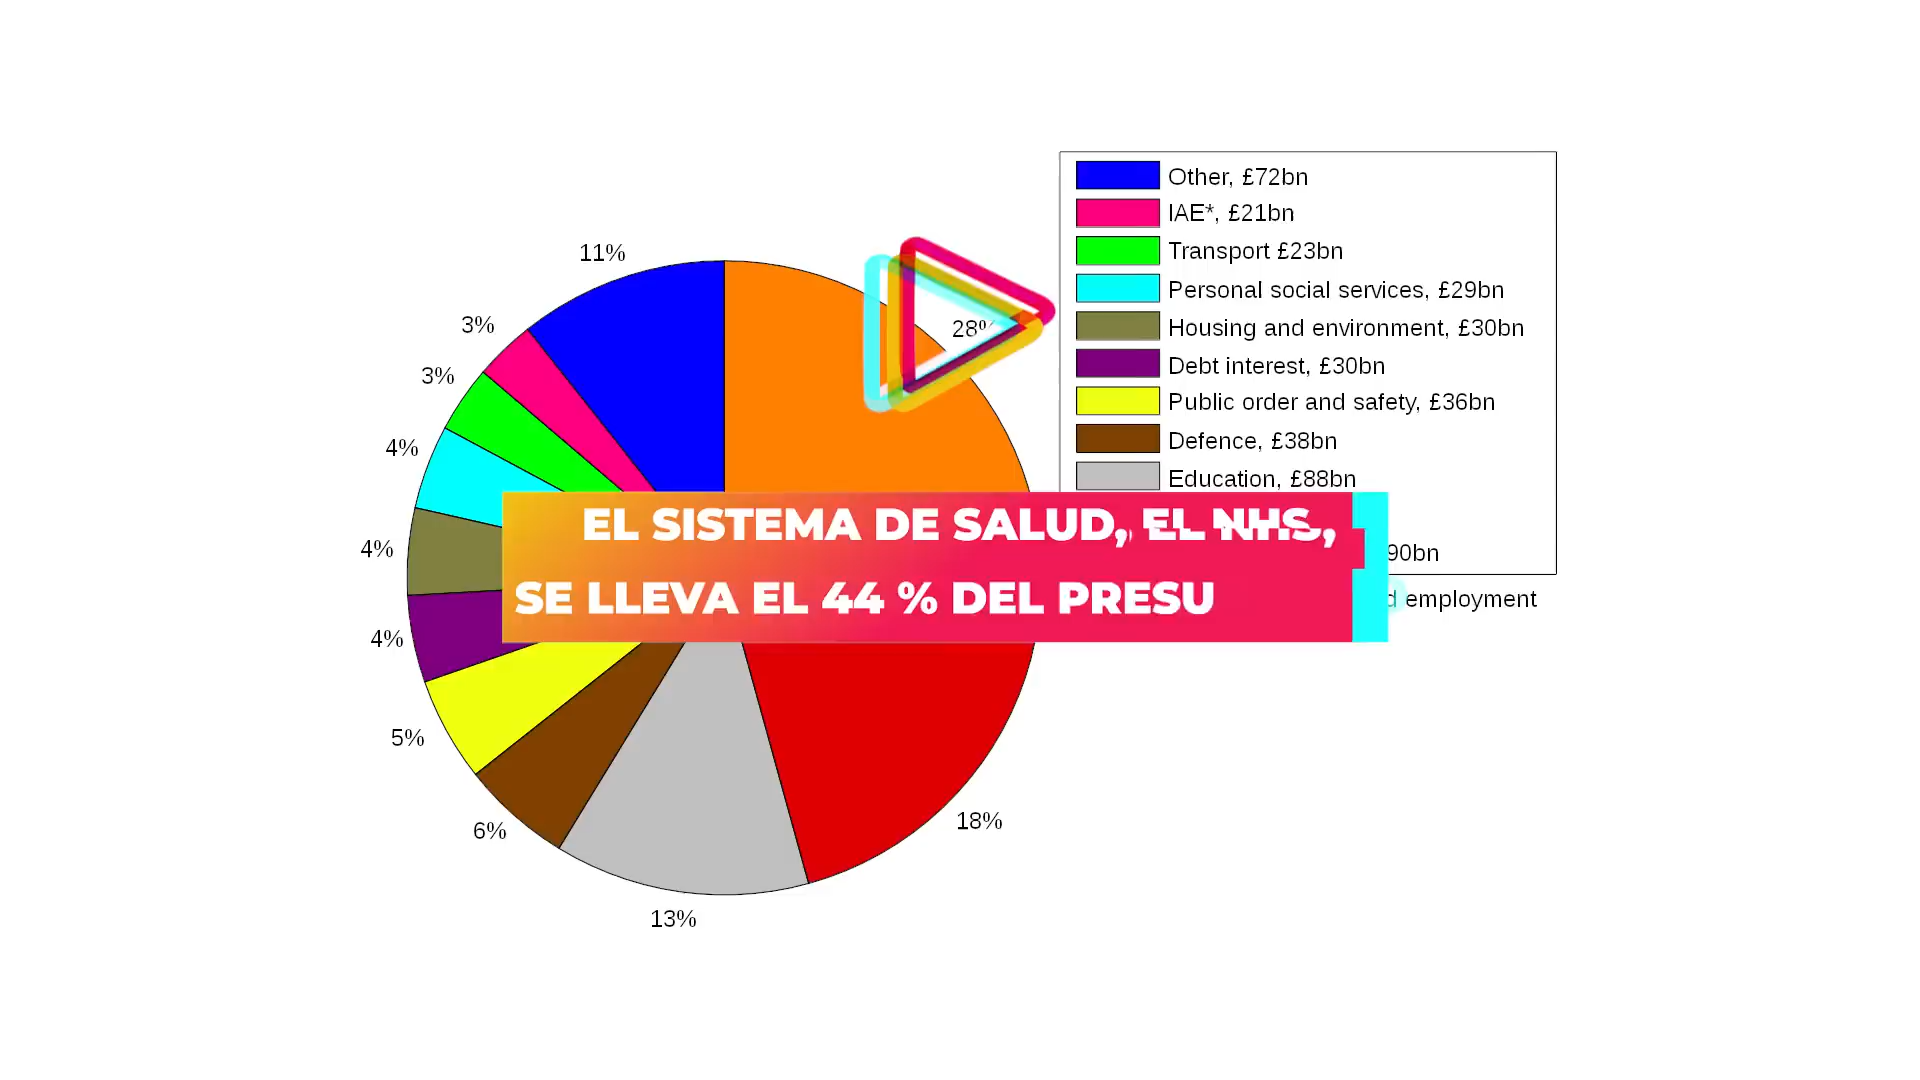 11%
3%
3%
4%
4%
4%
5%
6%
13%
18%
28%
Other, £72bn
IAE*, £21bn
Transport £23bn
Personal social services, £29bn
Housing and environment, £30bn
Debt interest, £30bn
Public order and safety, £36bn
Defence, £38bn
Education, £88bn
90bn
employment
EL SISTEMA DE SALUD, EL NHS,
SE LLEVA EL 44 % DEL PRESU